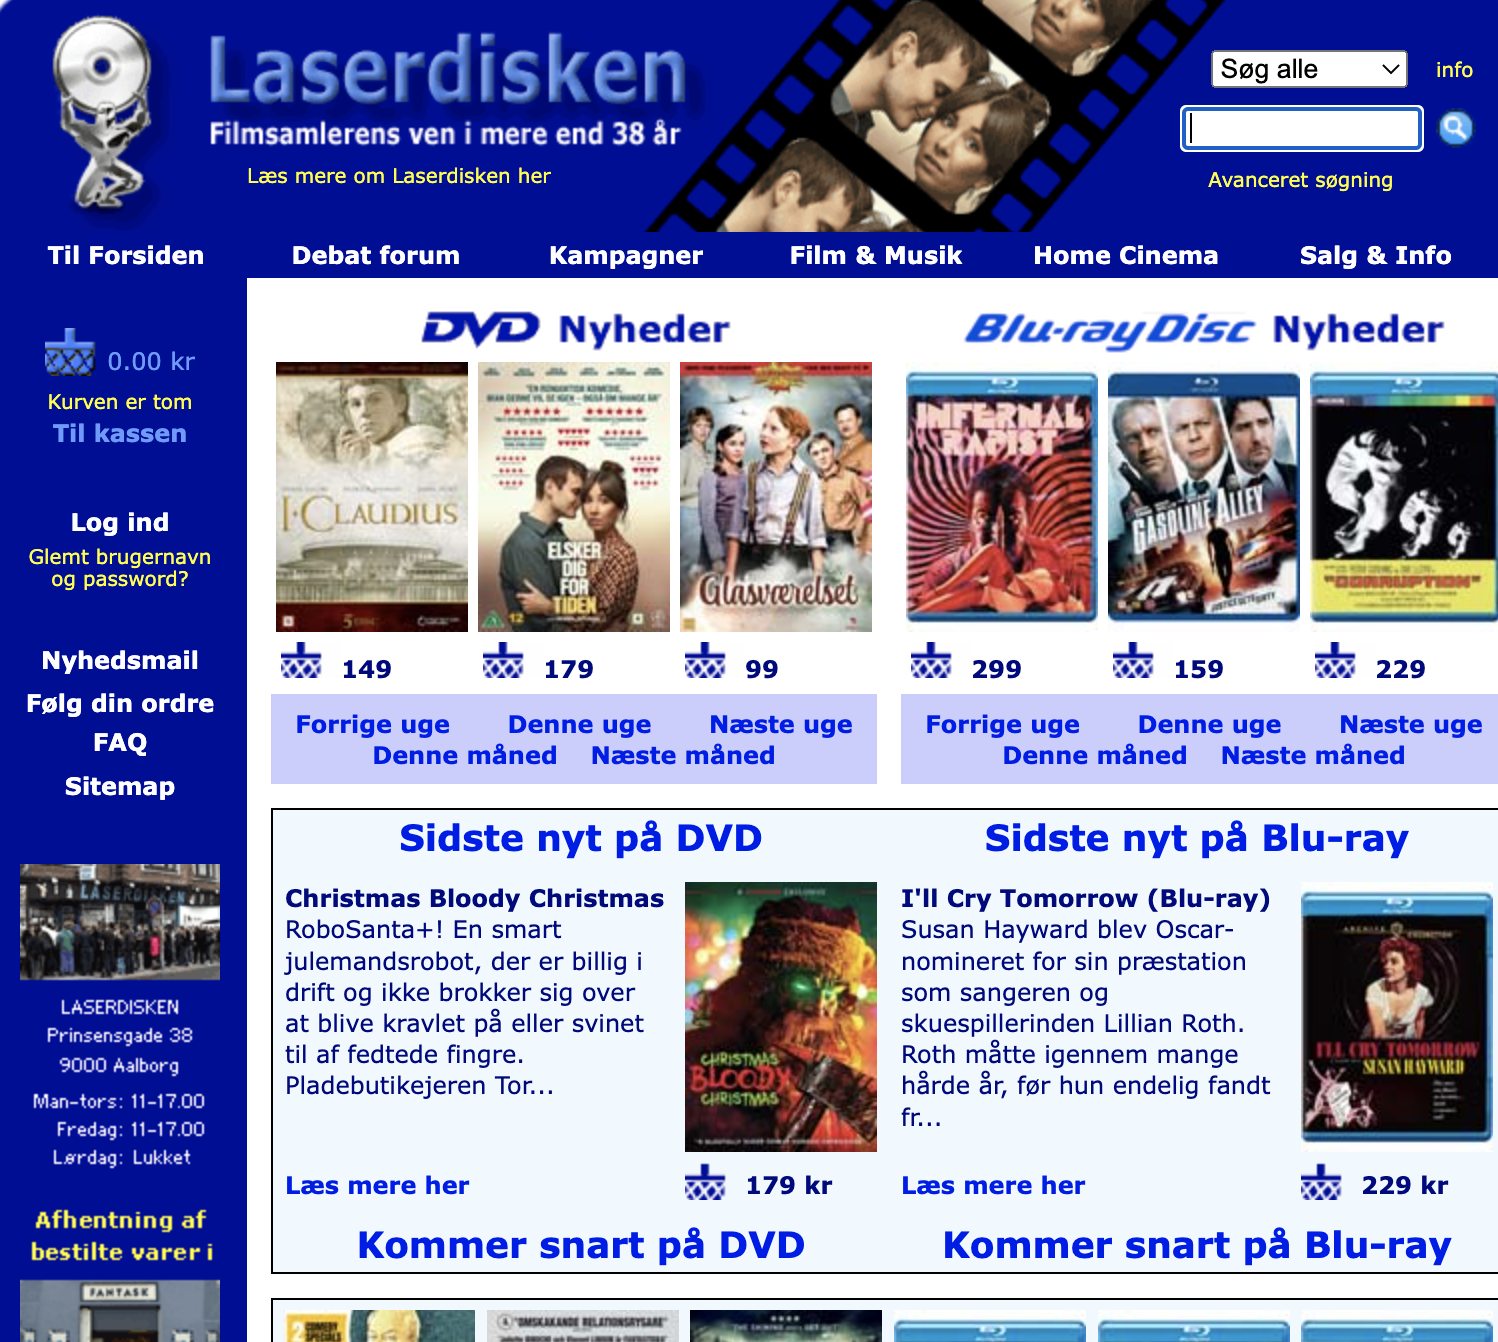 Laserdisken
Filmsamlerens ven i mere end 38 år
Læs mere om Laserdisken her
Søg alle
info
Avanceret søgning
Til Forsiden
Debat forum
Kampagner
Film & Musik
Home Cinema
Salg & Info
0.00 kr
Kurven er tom
Til kassen
Log ind
Glemt brugernavn
og password?
Nyhedsmail
Følg din ordre
FAQ
Sitemap
LASERDISKEN
LASERDISKEN
Prinsensgade 38
9000 Aalborg
Man-tors: 11-17.00
Fredag: 11-17.00
Lørdag: Lukket
Afhentning af
bestilte varer i
FANTASK
DVD Nyheder
I·CLAUDIUS
ELSKER
DIG
FOR
TIDEN
12
Glasværelset
149
179
99
Forrige uge
Denne uge
Næste uge
Denne måned
Næste måned
Blu-ray Disc Nyheder
INFERNAL
RAPIST
GASOLINE ALLEY
"CORRUPTION"
299
159
229
Forrige uge
Denne uge
Næste uge
Denne måned
Næste måned
Sidste nyt på DVD
Christmas Bloody Christmas
RoboSanta+! En smart
julemandsrobot, der er billig i
drift og ikke brokker sig over
at blive kravlet på eller svinet
til af fedtede fingre.
Pladebutikejeren Tor...
CHRISTMAS
BLOODY
CHRISTMAS
Læs mere her
179 kr
Kommer snart på DVD
Sidste nyt på Blu-ray
I'll Cry Tomorrow (Blu-ray)
Susan Hayward blev Oscar-
nomineret for sin præstation
som sangeren og
skuespillerinden Lillian Roth.
Roth måtte igennem mange
hårde år, før hun endelig fandt
fr...
ARCHIVE COLLECTION
I'LL CRY TOMORROW
SUSAN HAYWARD
Læs mere her
229 kr
Kommer snart på Blu-ray
2 COMEDY
SPECIALS
"OMSKAKANDE RELATIONSRYSARE"